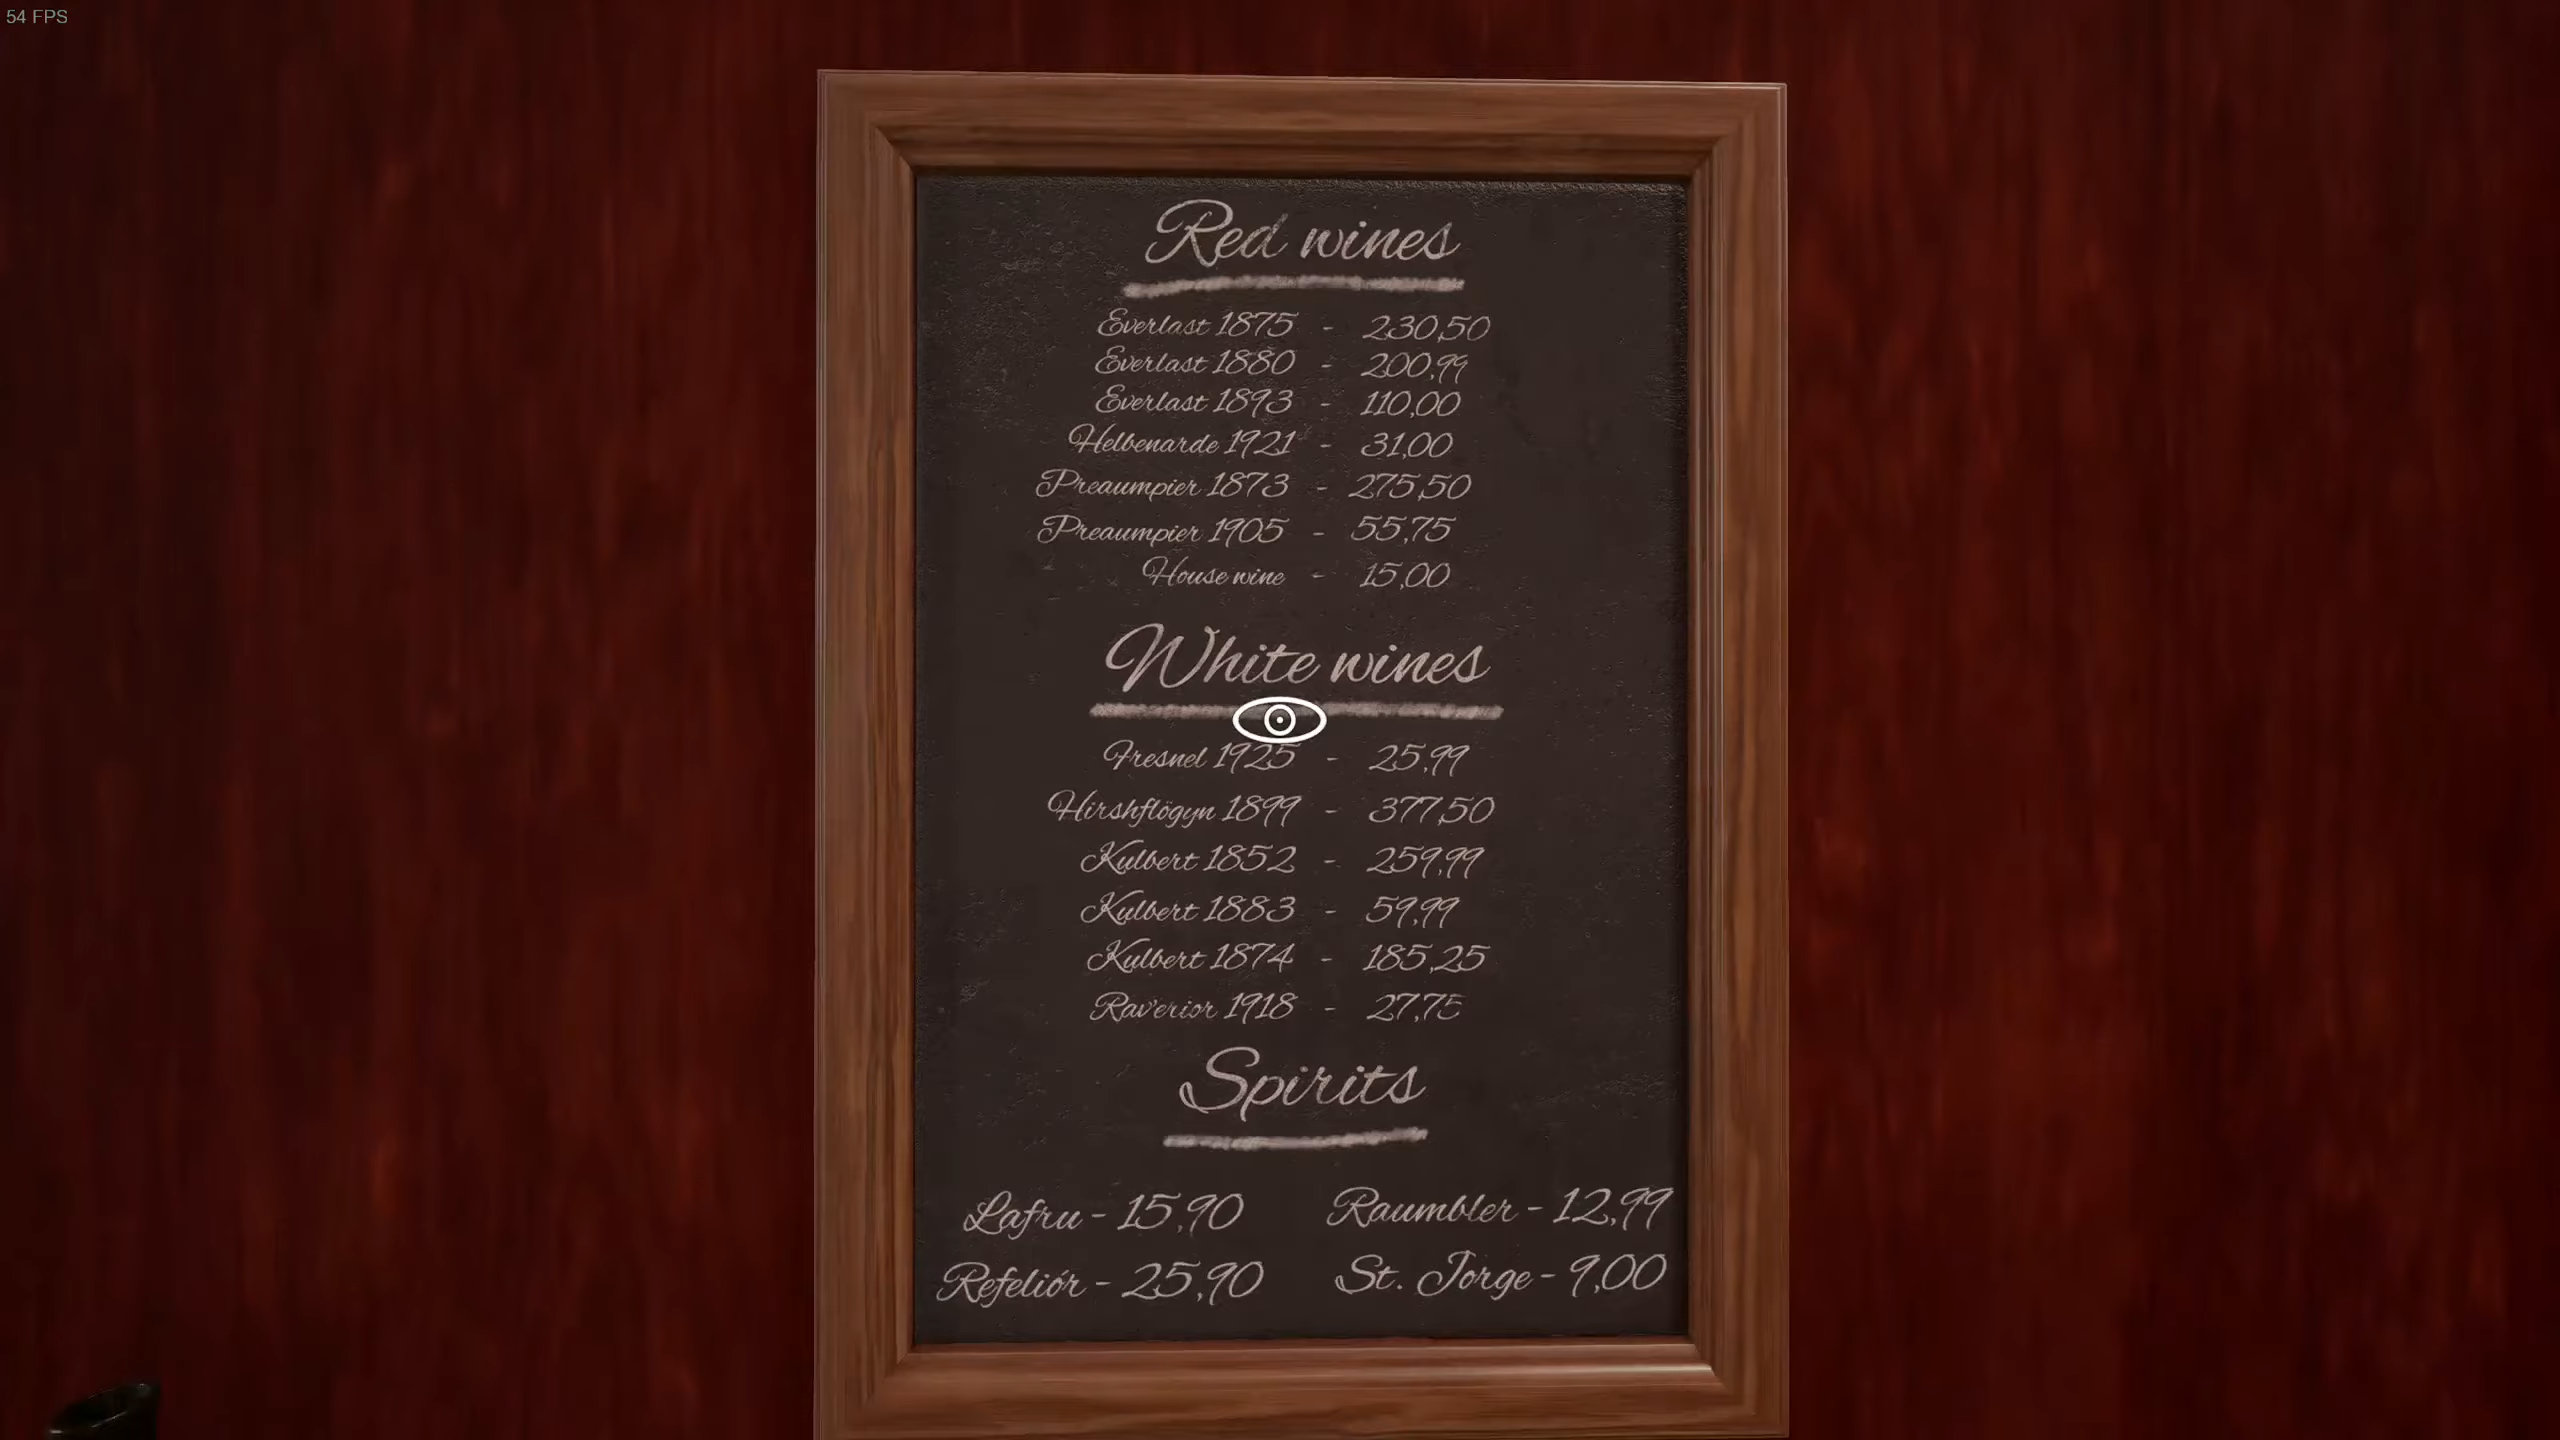 54 FPS
Red wines
Everlast 1875 - 230,50
Everlast 1880 - 200,99
Everlast 1893 - 110,00
Helbenarde 1921 - 31,00
Preaumpier 1873 - 275,50
Preaumpier 1905 - 55,75
House wine - 15,00
White wines
Fresnel 1925 - 25,99
Hirshflögyn 1899 - 377,50
Kulbert 1852 - 259,99
Kulbert 1883 - 59,99
Kulbert 1874 - 185,25
Rav'erior 1918 - 27,75
Spirits
Lafru - 15,90 Raumbler - 12,99
Refeliór - 25,90 St. Jorge - 9,00